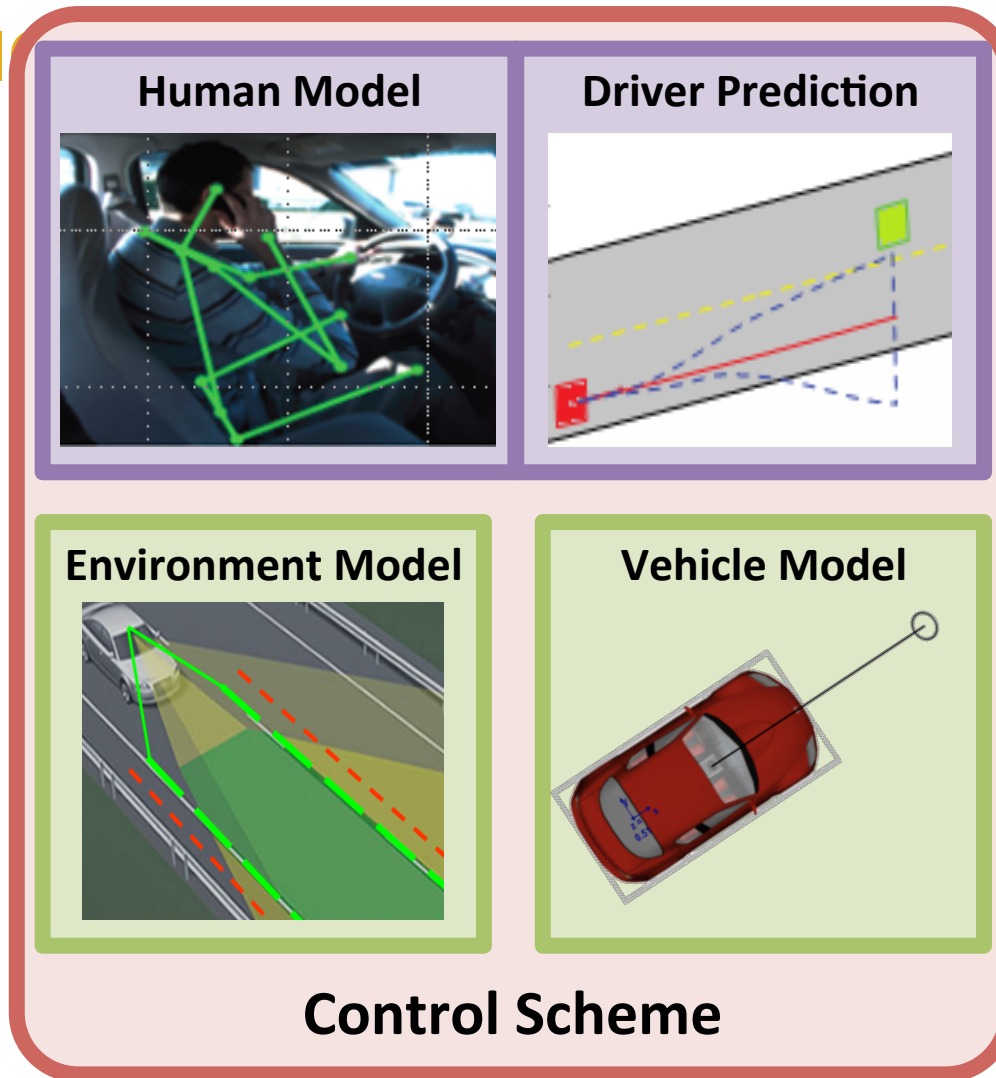 Human Model
Driver Prediction
Environment Model
Vehicle Model
Control Scheme